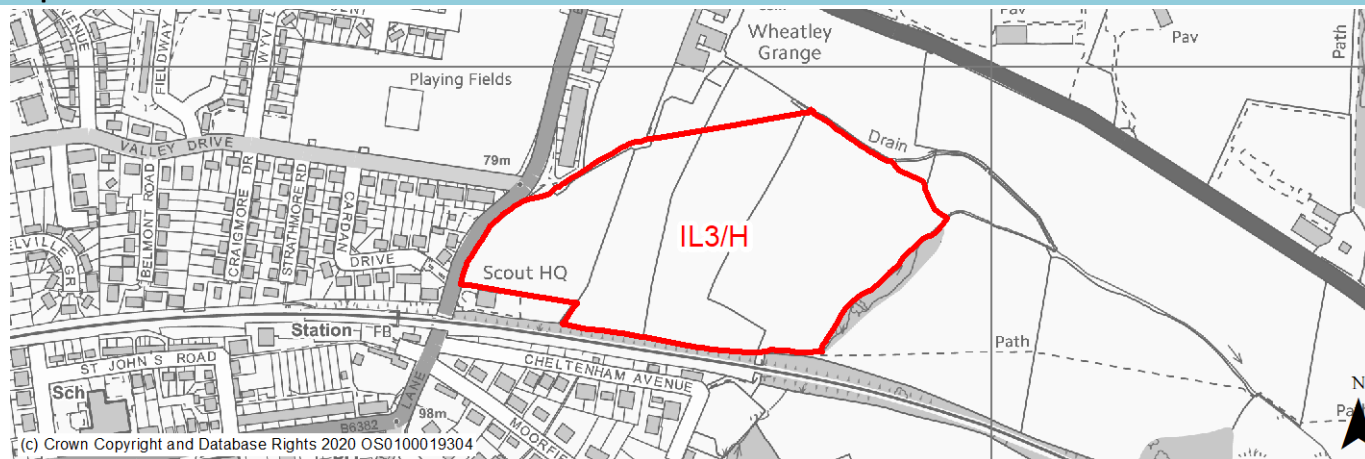 Wheatley
Grange
Pav
Pav
Path
AVENUE
FIELDWAY
Playing Fields
VALLEY DRIVE
79m
Drain
BELMONT ROAD
CRAIGMORE DR
STRATHMORE RD
CARDAN
DRIVE
IL3/H
Scout HQ
Station
FB
ST JOHN S ROAD
CHELTENHAM AVENUE
Path
Sch
LANE
98m
B6382
N
(c) Crown Copyright and Database Rights 2020 OS0100019304